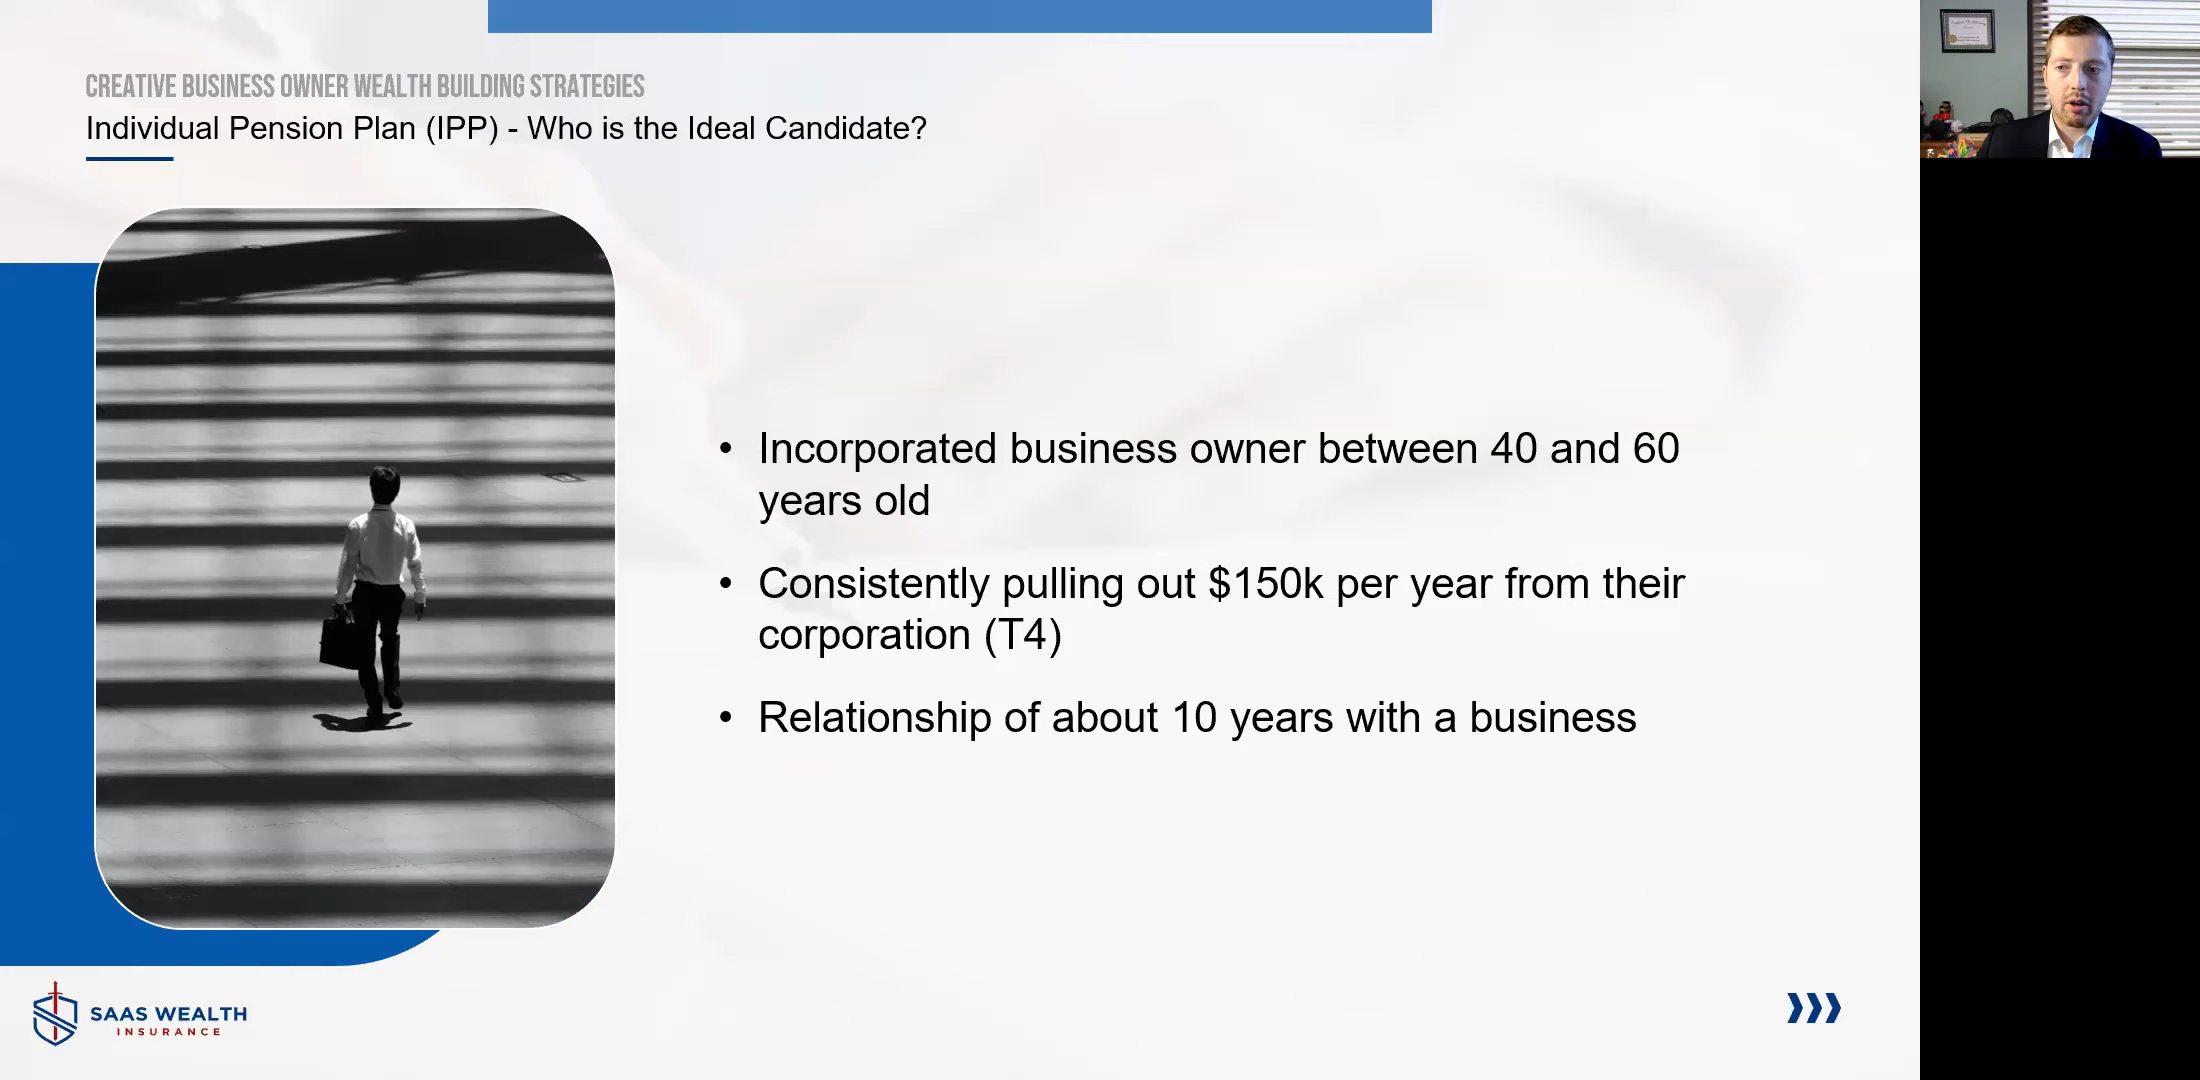 CREATIVE BUSINESS OWNER WEALTH BUILDING STRATEGIES
Individual Pension Plan (IPP) - Who is the Ideal Candidate?
• Incorporated business owner between 40 and 60
years old
• Consistently pulling out $150k per year from their
corporation (T4)
• Relationship of about 10 years with a business
SAAS WEALTH
INSURANCE